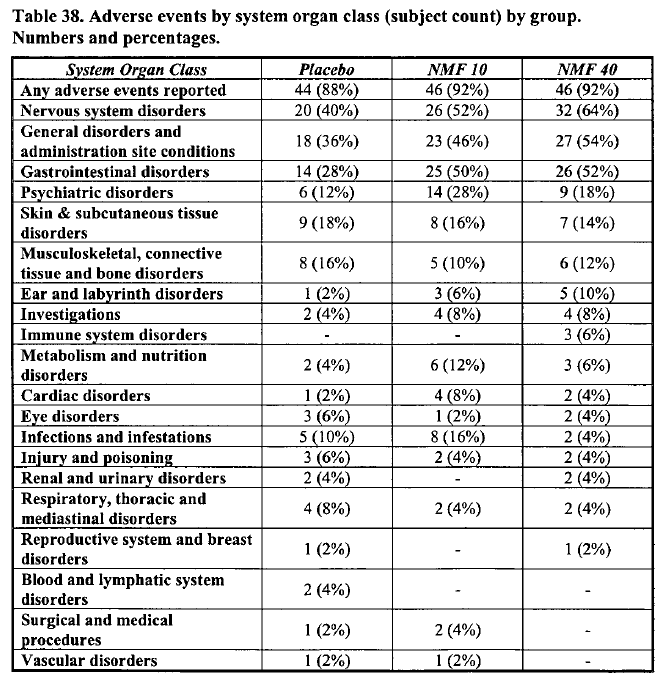 Table 38. Adverse events by system organ class (subject count) by group.
Numbers and percentages.
System Organ Class Placebo NMF 10 NMF 40
Any adverse events reported 44 (88%) 46 (92%) 46 (92%)
Nervous system disorders 20 (40%) 26 (52%) 32 (64%)
General disorders and
administration site conditions 18 (36%) 23 (46%) 27 (54%)
Gastrointestinal disorders 14 (28%) 25 (50%) 26 (52%)
Psychiatric disorders 6 (12%) 14 (28%) 9 (18%)
Skin & subcutaneous tissue
disorders 9 (18%) 8 (16%) 7 (14%)
Musculoskeletal, connective
tissue and bone disorders 8 (16%) 5 (10%) 6 (12%)
Ear and labyrinth disorders 1 (2%) 3 (6%) 5 (10%)
Investigations 2 (4%) 4 (8%) 4 (8%)
Immune system disorders - - 3 (6%)
Metabolism and nutrition
disorders 2 (4%) 6 (12%) 3 (6%)
Cardiac disorders 1 (2%) 4 (8%) 2 (4%)
Eye disorders 3 (6%) 1 (2%) 2 (4%)
Infections and infestations 5 (10%) 8 (16%) 2 (4%)
Injury and poisoning 3 (6%) 2 (4%) 2 (4%)
Renal and urinary disorders 2 (4%) - 2 (4%)
Respiratory, thoracic and
mediastinal disorders 4 (8%) 2 (4%) 2 (4%)
Reproductive system and breast
disorders 1 (2%) - 1 (2%)
Blood and lymphatic system
disorders 2 (4%) - -
Surgical and medical
procedures 1 (2%) 2 (4%) -
Vascular disorders 1 (2%) 1 (2%) -